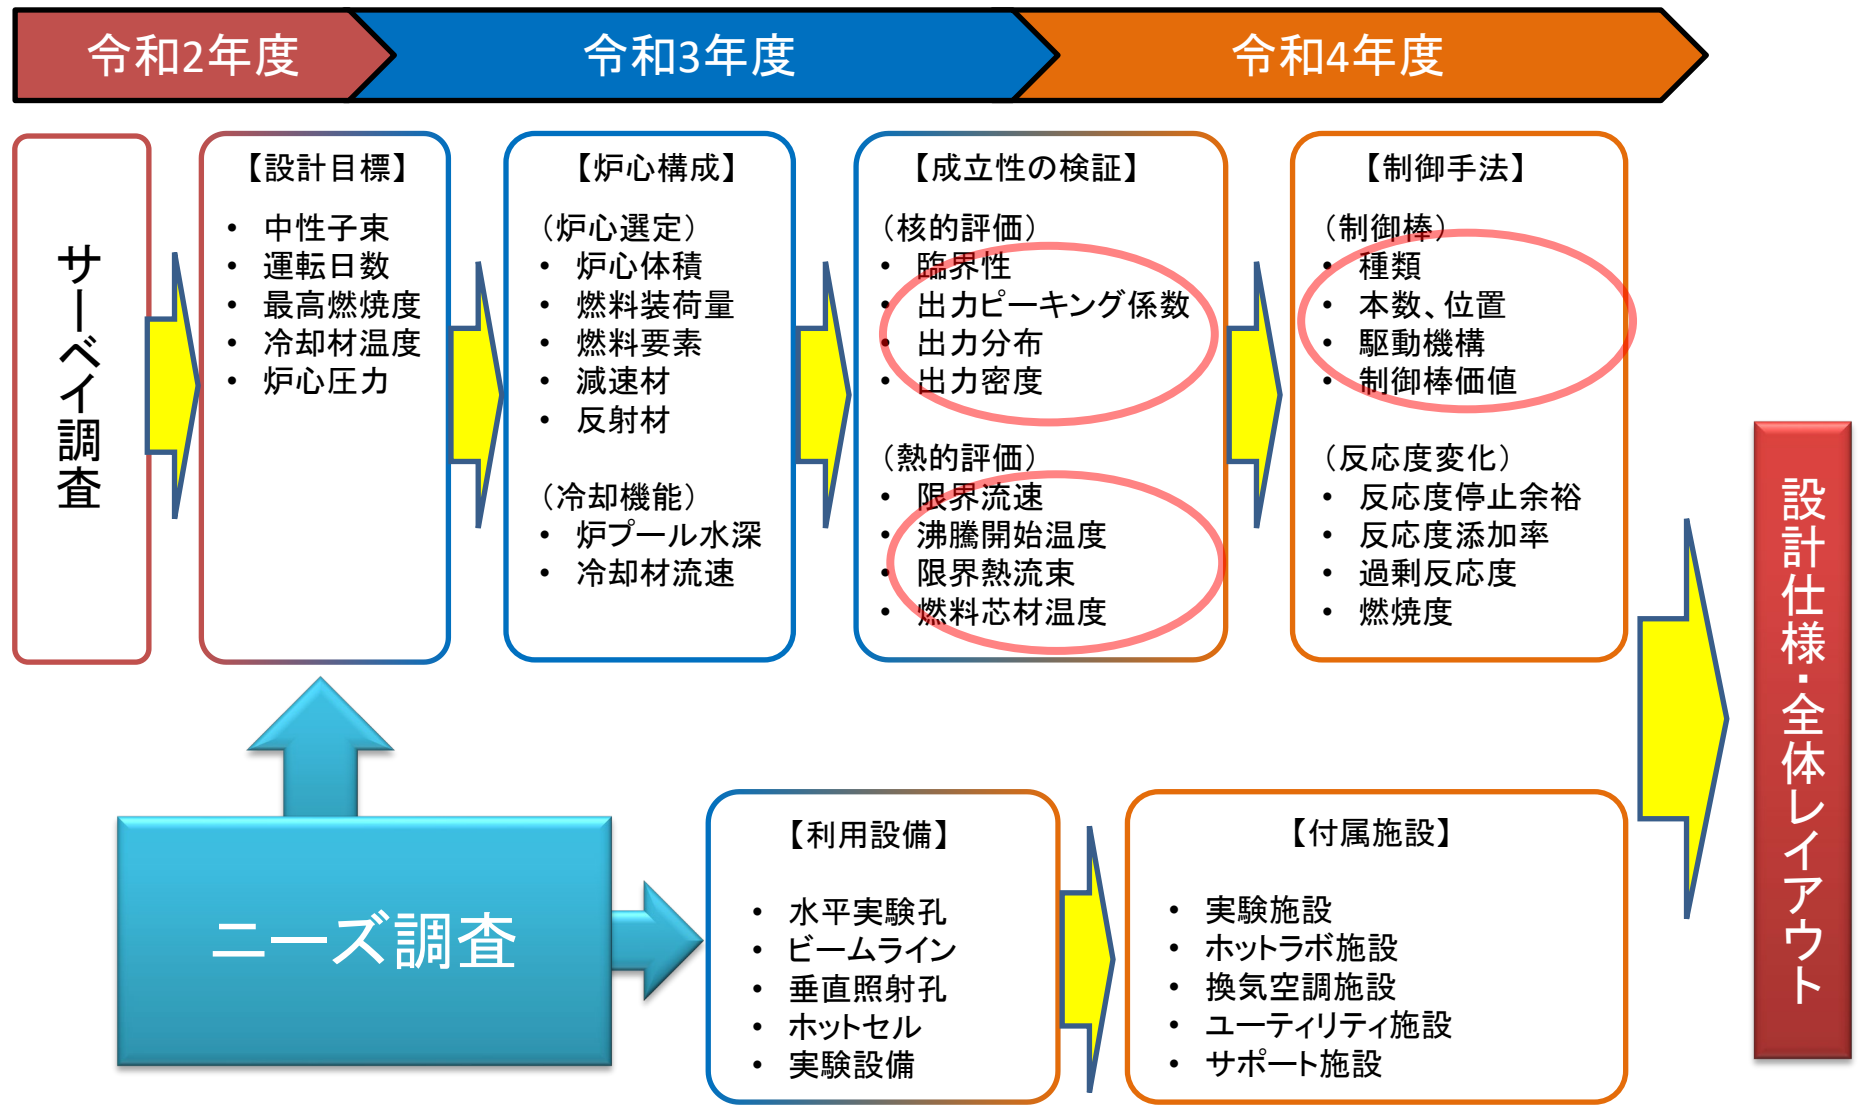 令和2年度
令和3年度
令和4年度
サーベイ調査
【設計目標】
• 中性子束
• 運転日数
• 最高燃焼度
• 冷却材温度
• 炉心圧力
【炉心構成】
（炉心選定）
• 炉心体積
• 燃料装荷量
• 燃料要素
• 減速材
• 反射材
（冷却機能）
• 炉プール水深
• 冷却材流速
【成立性の検証】
（核的評価）
• 臨界性
• 出力ピーキング係数
• 出力分布
• 出力密度
（熱的評価）
• 限界流速
• 沸騰開始温度
• 限界熱流束
• 燃料芯材温度
【制御手法】
（制御棒）
• 種類
• 本数、位置
• 駆動機構
• 制御棒価値
（反応度変化）
• 反応度停止余裕
• 反応度添加率
• 過剰反応度
• 燃焼度
ニーズ調査
【利用設備】
• 水平実験孔
• ビームライン
• 垂直照射孔
• ホットセル
• 実験設備
【付属施設】
• 実験施設
• ホットラボ施設
• 換気空調施設
• ユーティリティ施設
• サポート施設
設計仕様・全体レイアウト